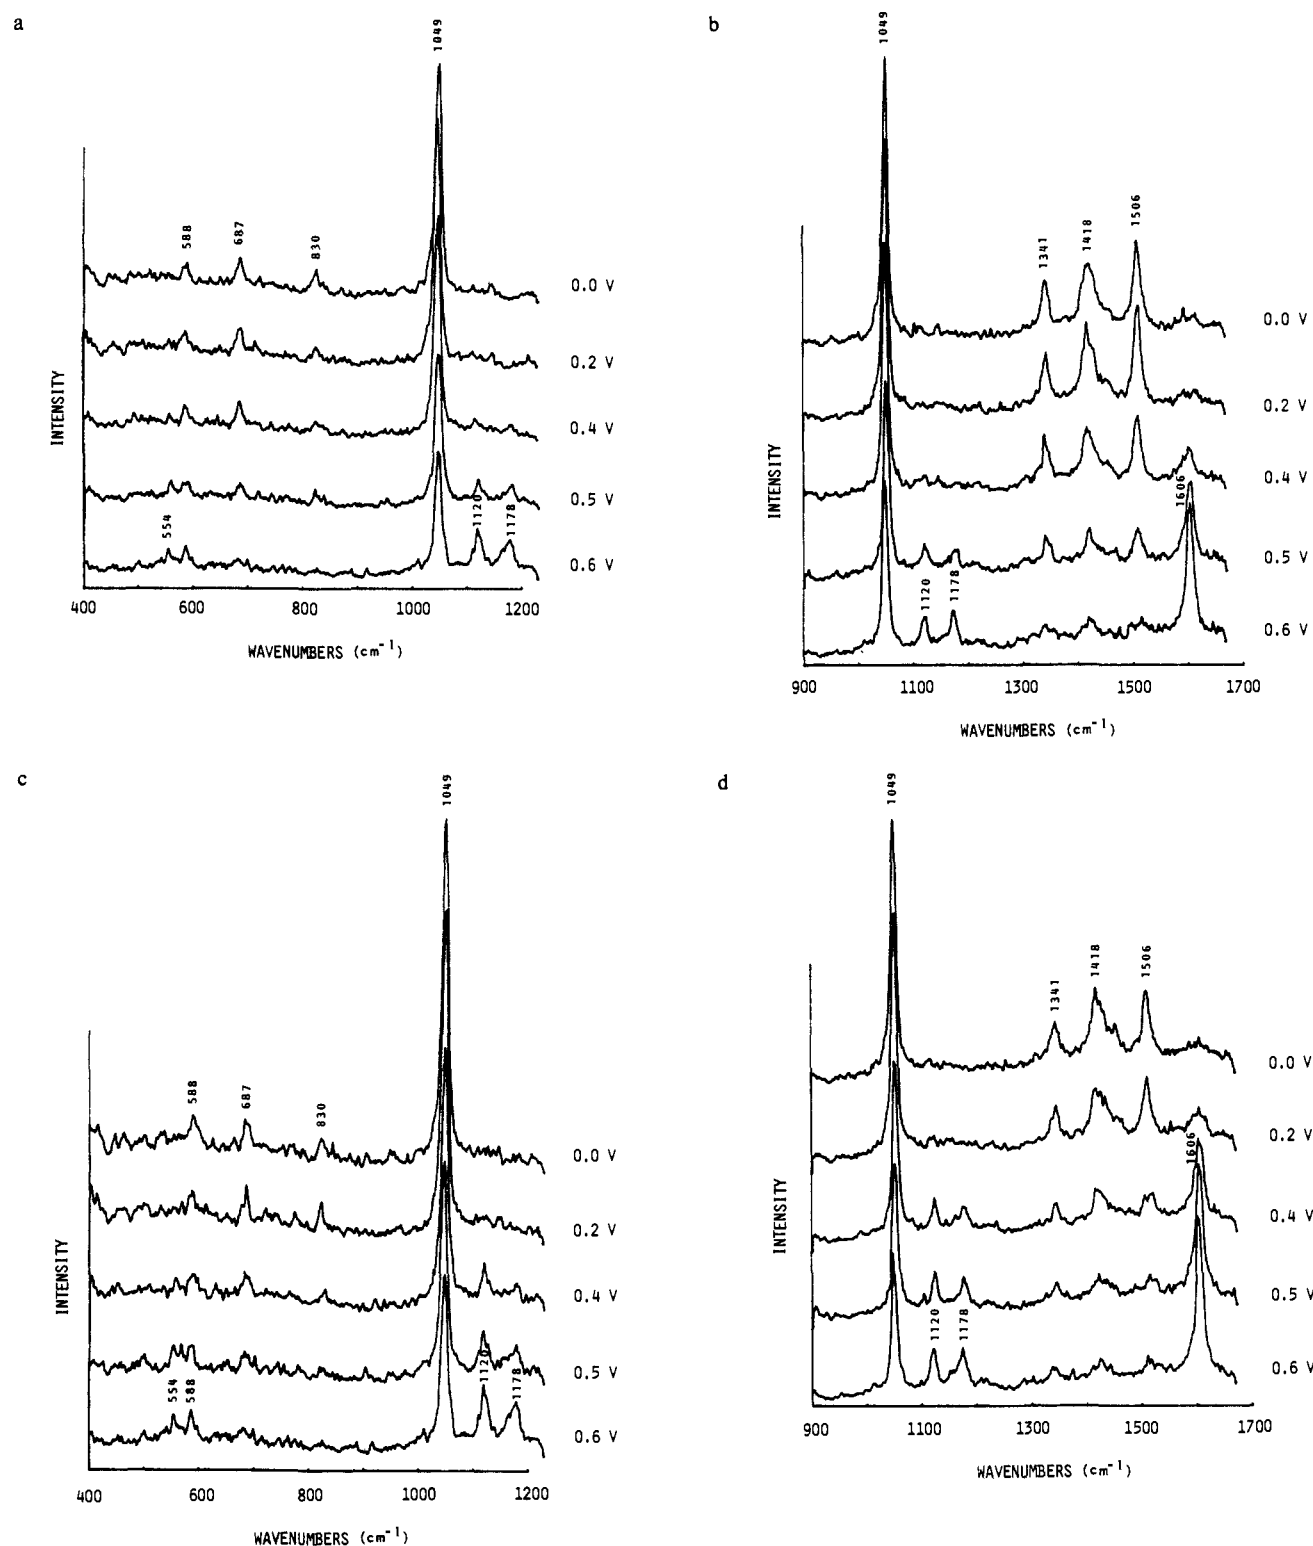 a
1049
588
687
830
0.0 V
0.2 V
0.4 V
0.5 V
1120
1178
554
0.6 V
INTENSITY
400 600 800 1000 1200
WAVENUMBERS (cm⁻¹)
b
1049
1341
1418
1506
0.0 V
0.2 V
0.4 V
1606
0.5 V
1120
1178
0.6 V
INTENSITY
900 1100 1300 1500 1700
WAVENUMBERS (cm⁻¹)
c
1049
588
687
830
0.0 V
0.2 V
0.4 V
0.5 V
1120
1178
554
588
0.6 V
INTENSITY
400 600 800 1000 1200
WAVENUMBERS (cm⁻¹)
d
1049
1341
1418
1506
0.0 V
0.2 V
1606
0.4 V
0.5 V
1120
1178
0.6 V
INTENSITY
900 1100 1300 1500 1700
WAVENUMBERS (cm⁻¹)